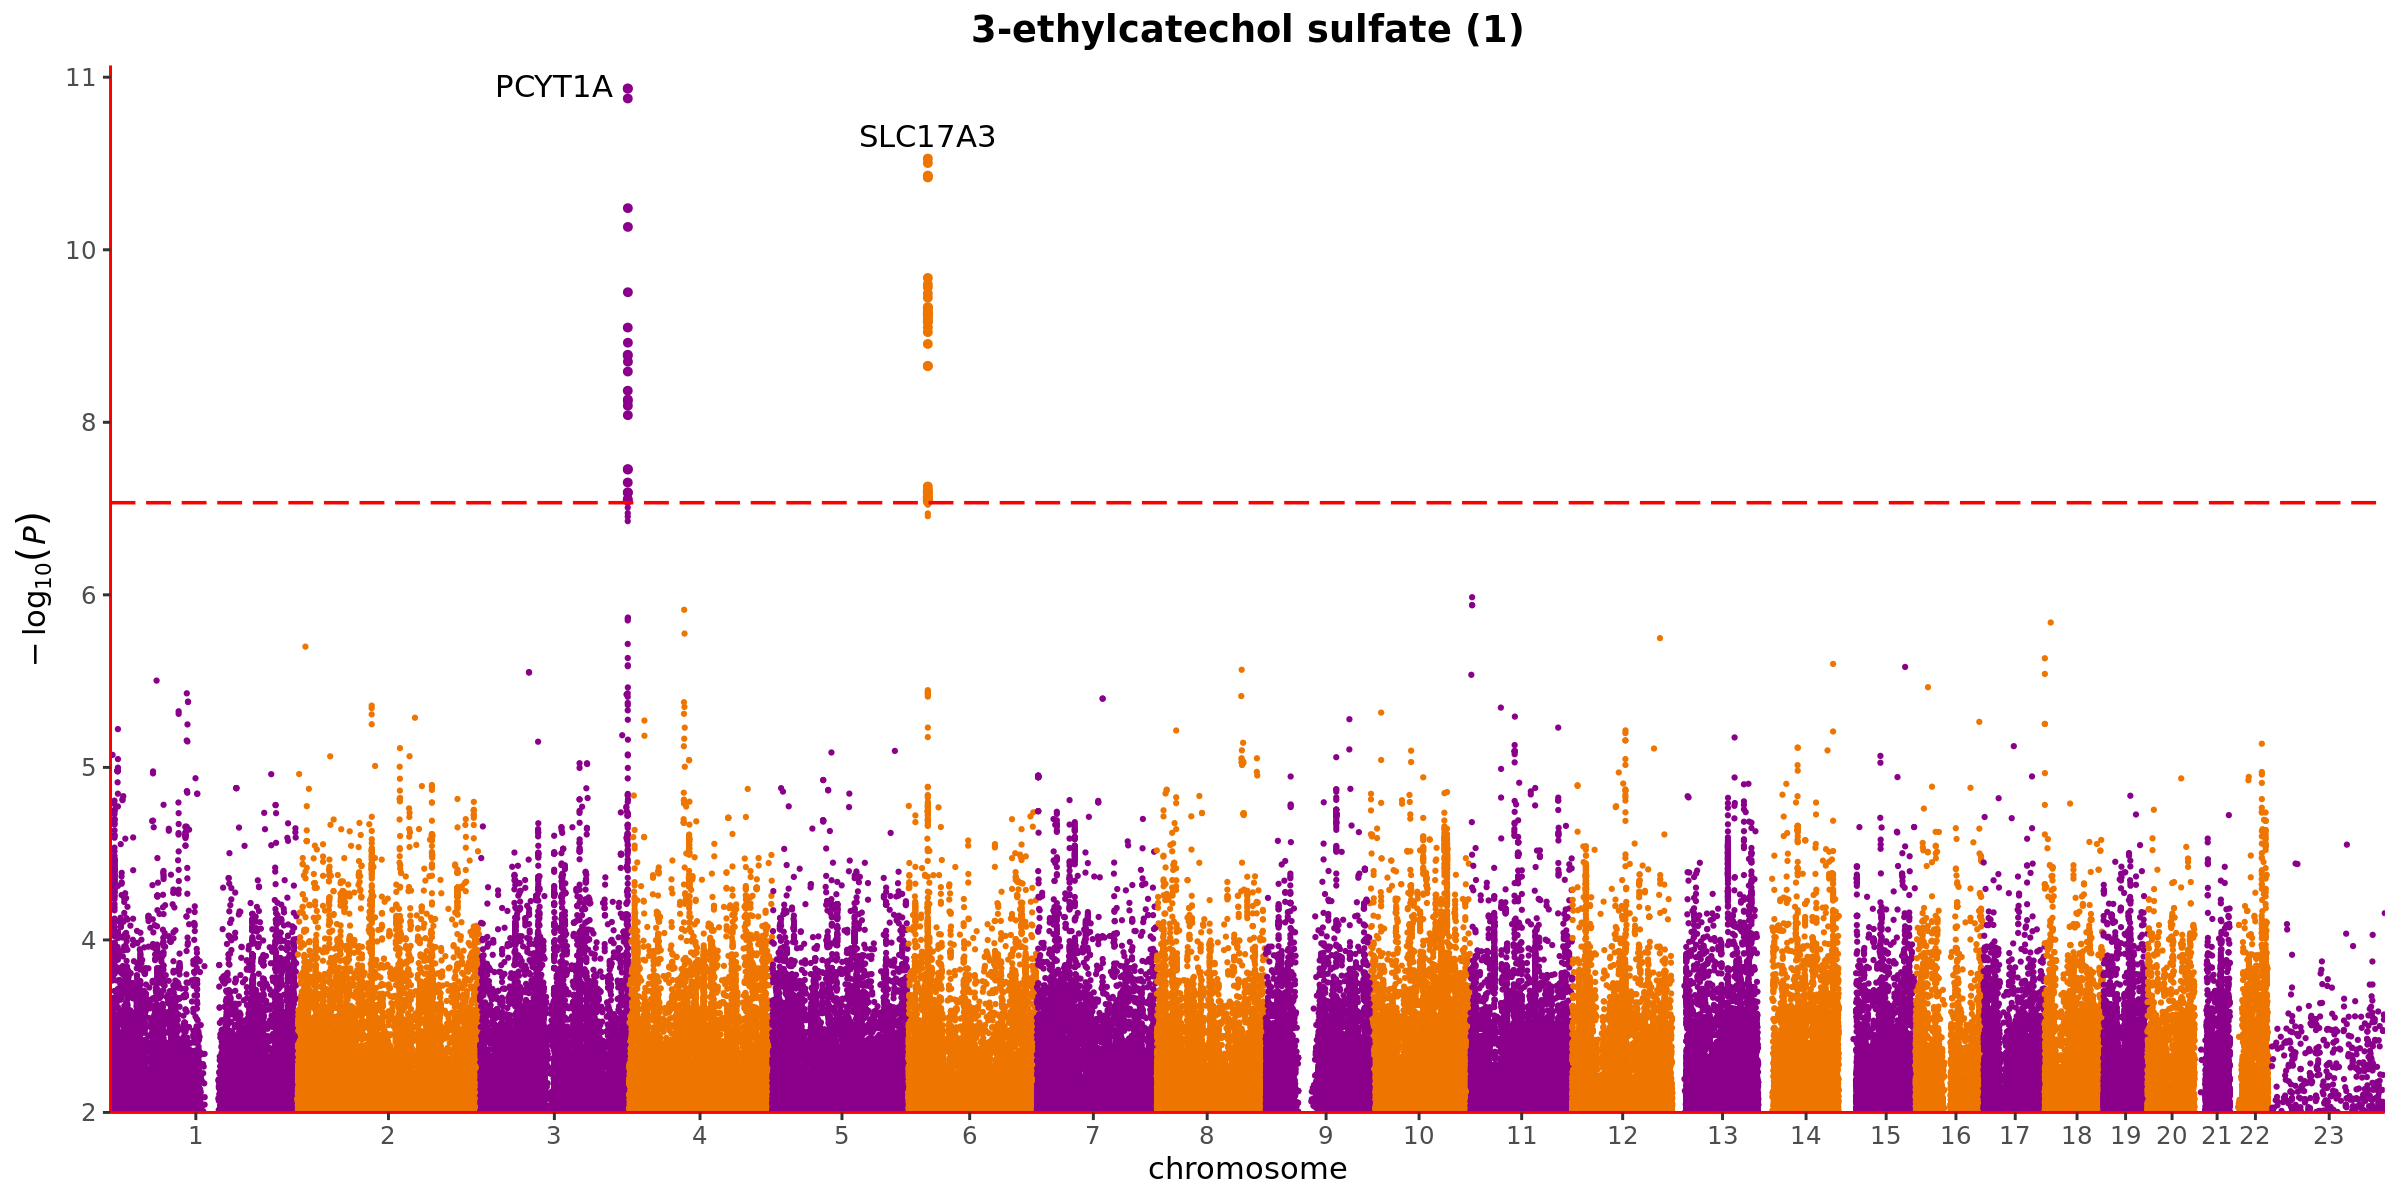 3-ethylcatechol sulfate (1)
PCYT1A
SLC17A3
11
10
8
6
5
4
2
− log10(P)
1 2 3 4 5 6 7 8 9 10 11 12 13 14 15 16 17 18 19 20 21 22 23
chromosome